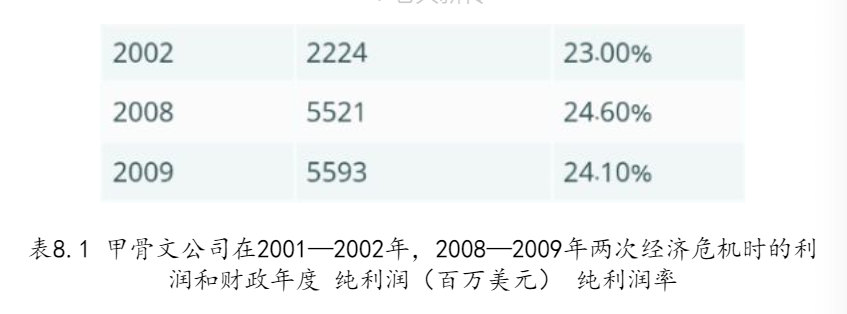 2002 2224 23.00%
2008 5521 24.60%
2009 5593 24.10%
表8.1 甲骨文公司在2001—2002年，2008—2009年两次经济危机时的利
润和财政年度 纯利润（百万美元） 纯利润率